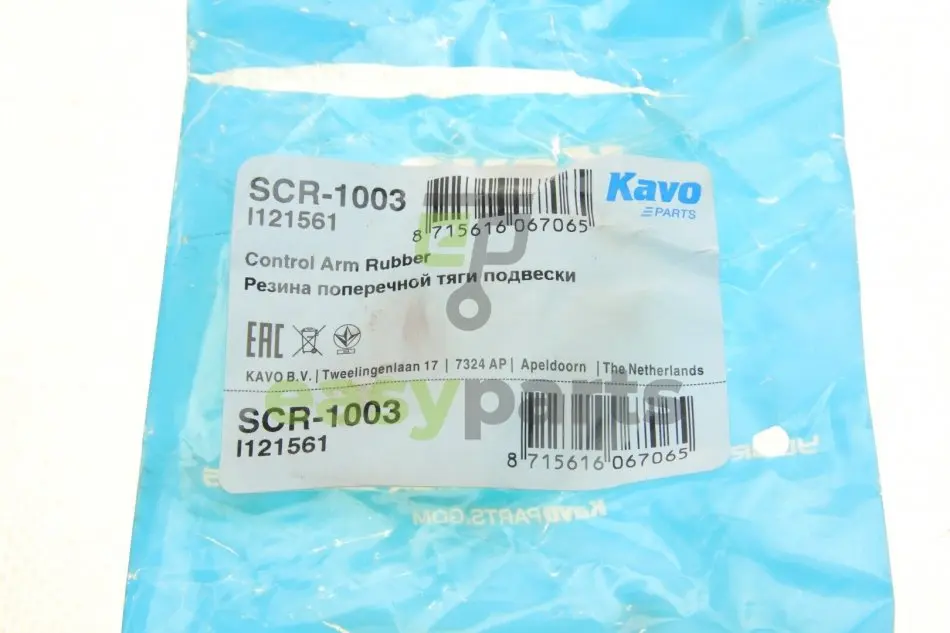 SCR-1003
I121561
8 715616 067065
Kavo
PARTS
Control Arm Rubber
Резина поперечной тяги подвески
EAC
KAVO B.V. | Tweelingenlaan 17 | 7324 AP | Apeldoorn | The Netherlands
easyparts
SCR-1003
I121561
8 715616 067065
KavoPARTS.COM